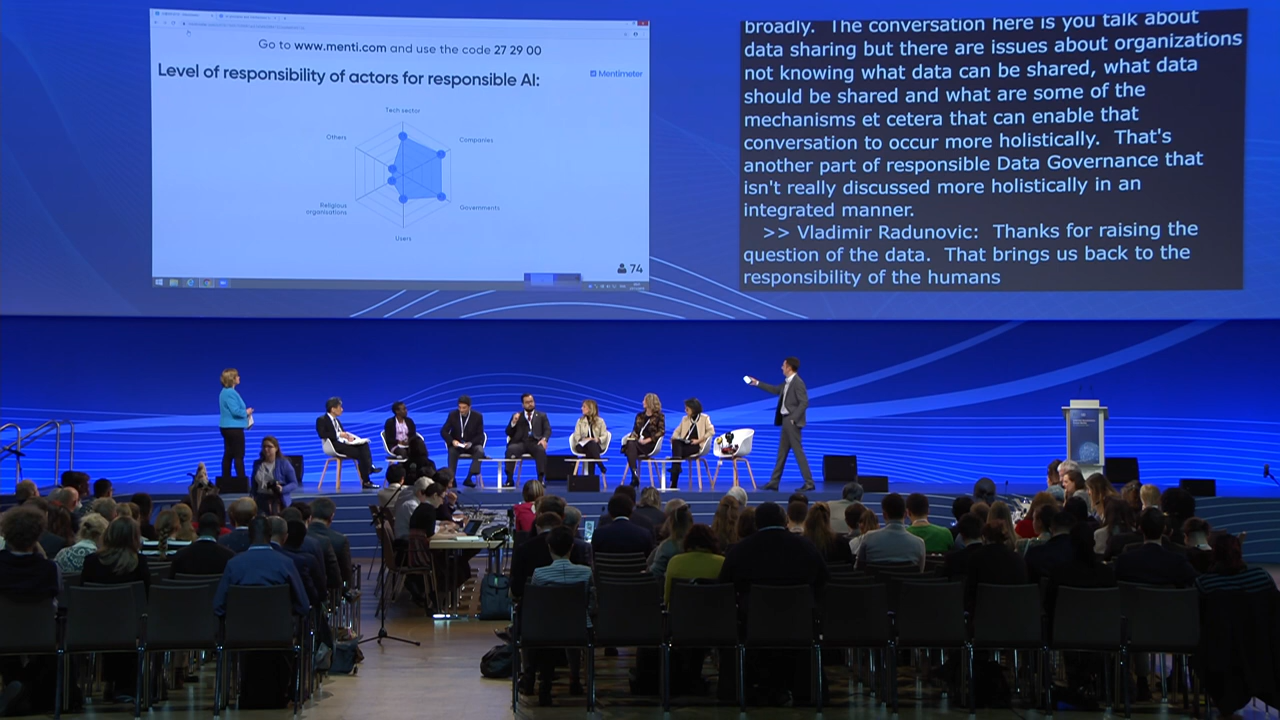 Go to www.menti.com and use the code 27 29 00
Level of responsibility of actors for responsible AI:
Mentimeter
Tech sector
Others
Companies
Religious
organisations
Governments
Users
74
broadly. The conversation here is you talk about
data sharing but there are issues about organizations
not knowing what data can be shared, what data
should be shared and what are some of the
mechanisms et cetera that can enable that
conversation to occur more holistically. That's
another part of responsible Data Governance that
isn't really discussed more holistically in an
integrated manner.
>> Vladimir Radunovic: Thanks for raising the
question of the data. That brings us back to the
responsibility of the humans